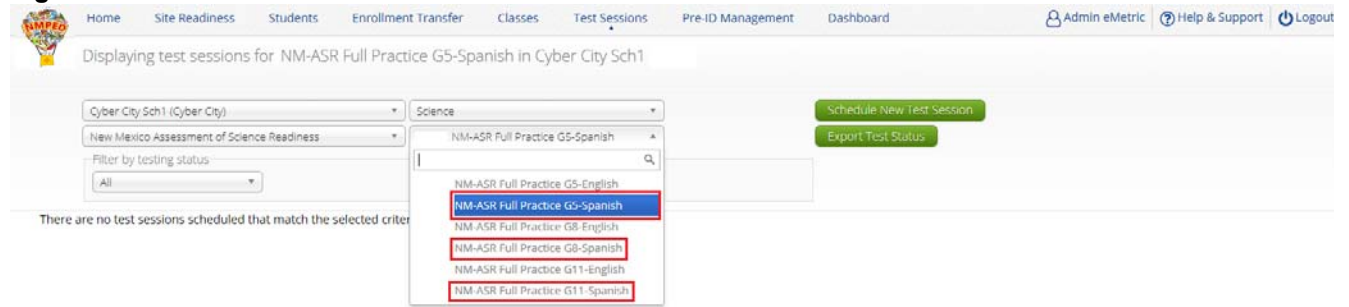 NMPED
Home Site Readiness Students Enrollment Transfer Classes Test Sessions Pre-ID Management Dashboard Admin eMetric Help & Support Logout
Displaying test sessions for NM-ASR Full Practice G5-Spanish in Cyber City Sch1
Cyber City Sch1 (Cyber City) Science Schedule New Test Session
New Mexico Assessment of Science Readiness NM-ASR Full Practice G5-Spanish Export Test Status
Filter by testing status
All
NM-ASR Full Practice G5-English
NM-ASR Full Practice G5-Spanish
There are no test sessions scheduled that match the selected criter
NM-ASR Full Practice G8-English
NM-ASR Full Practice G8-Spanish
NM-ASR Full Practice G11-English
NM-ASR Full Practice G11-Spanish